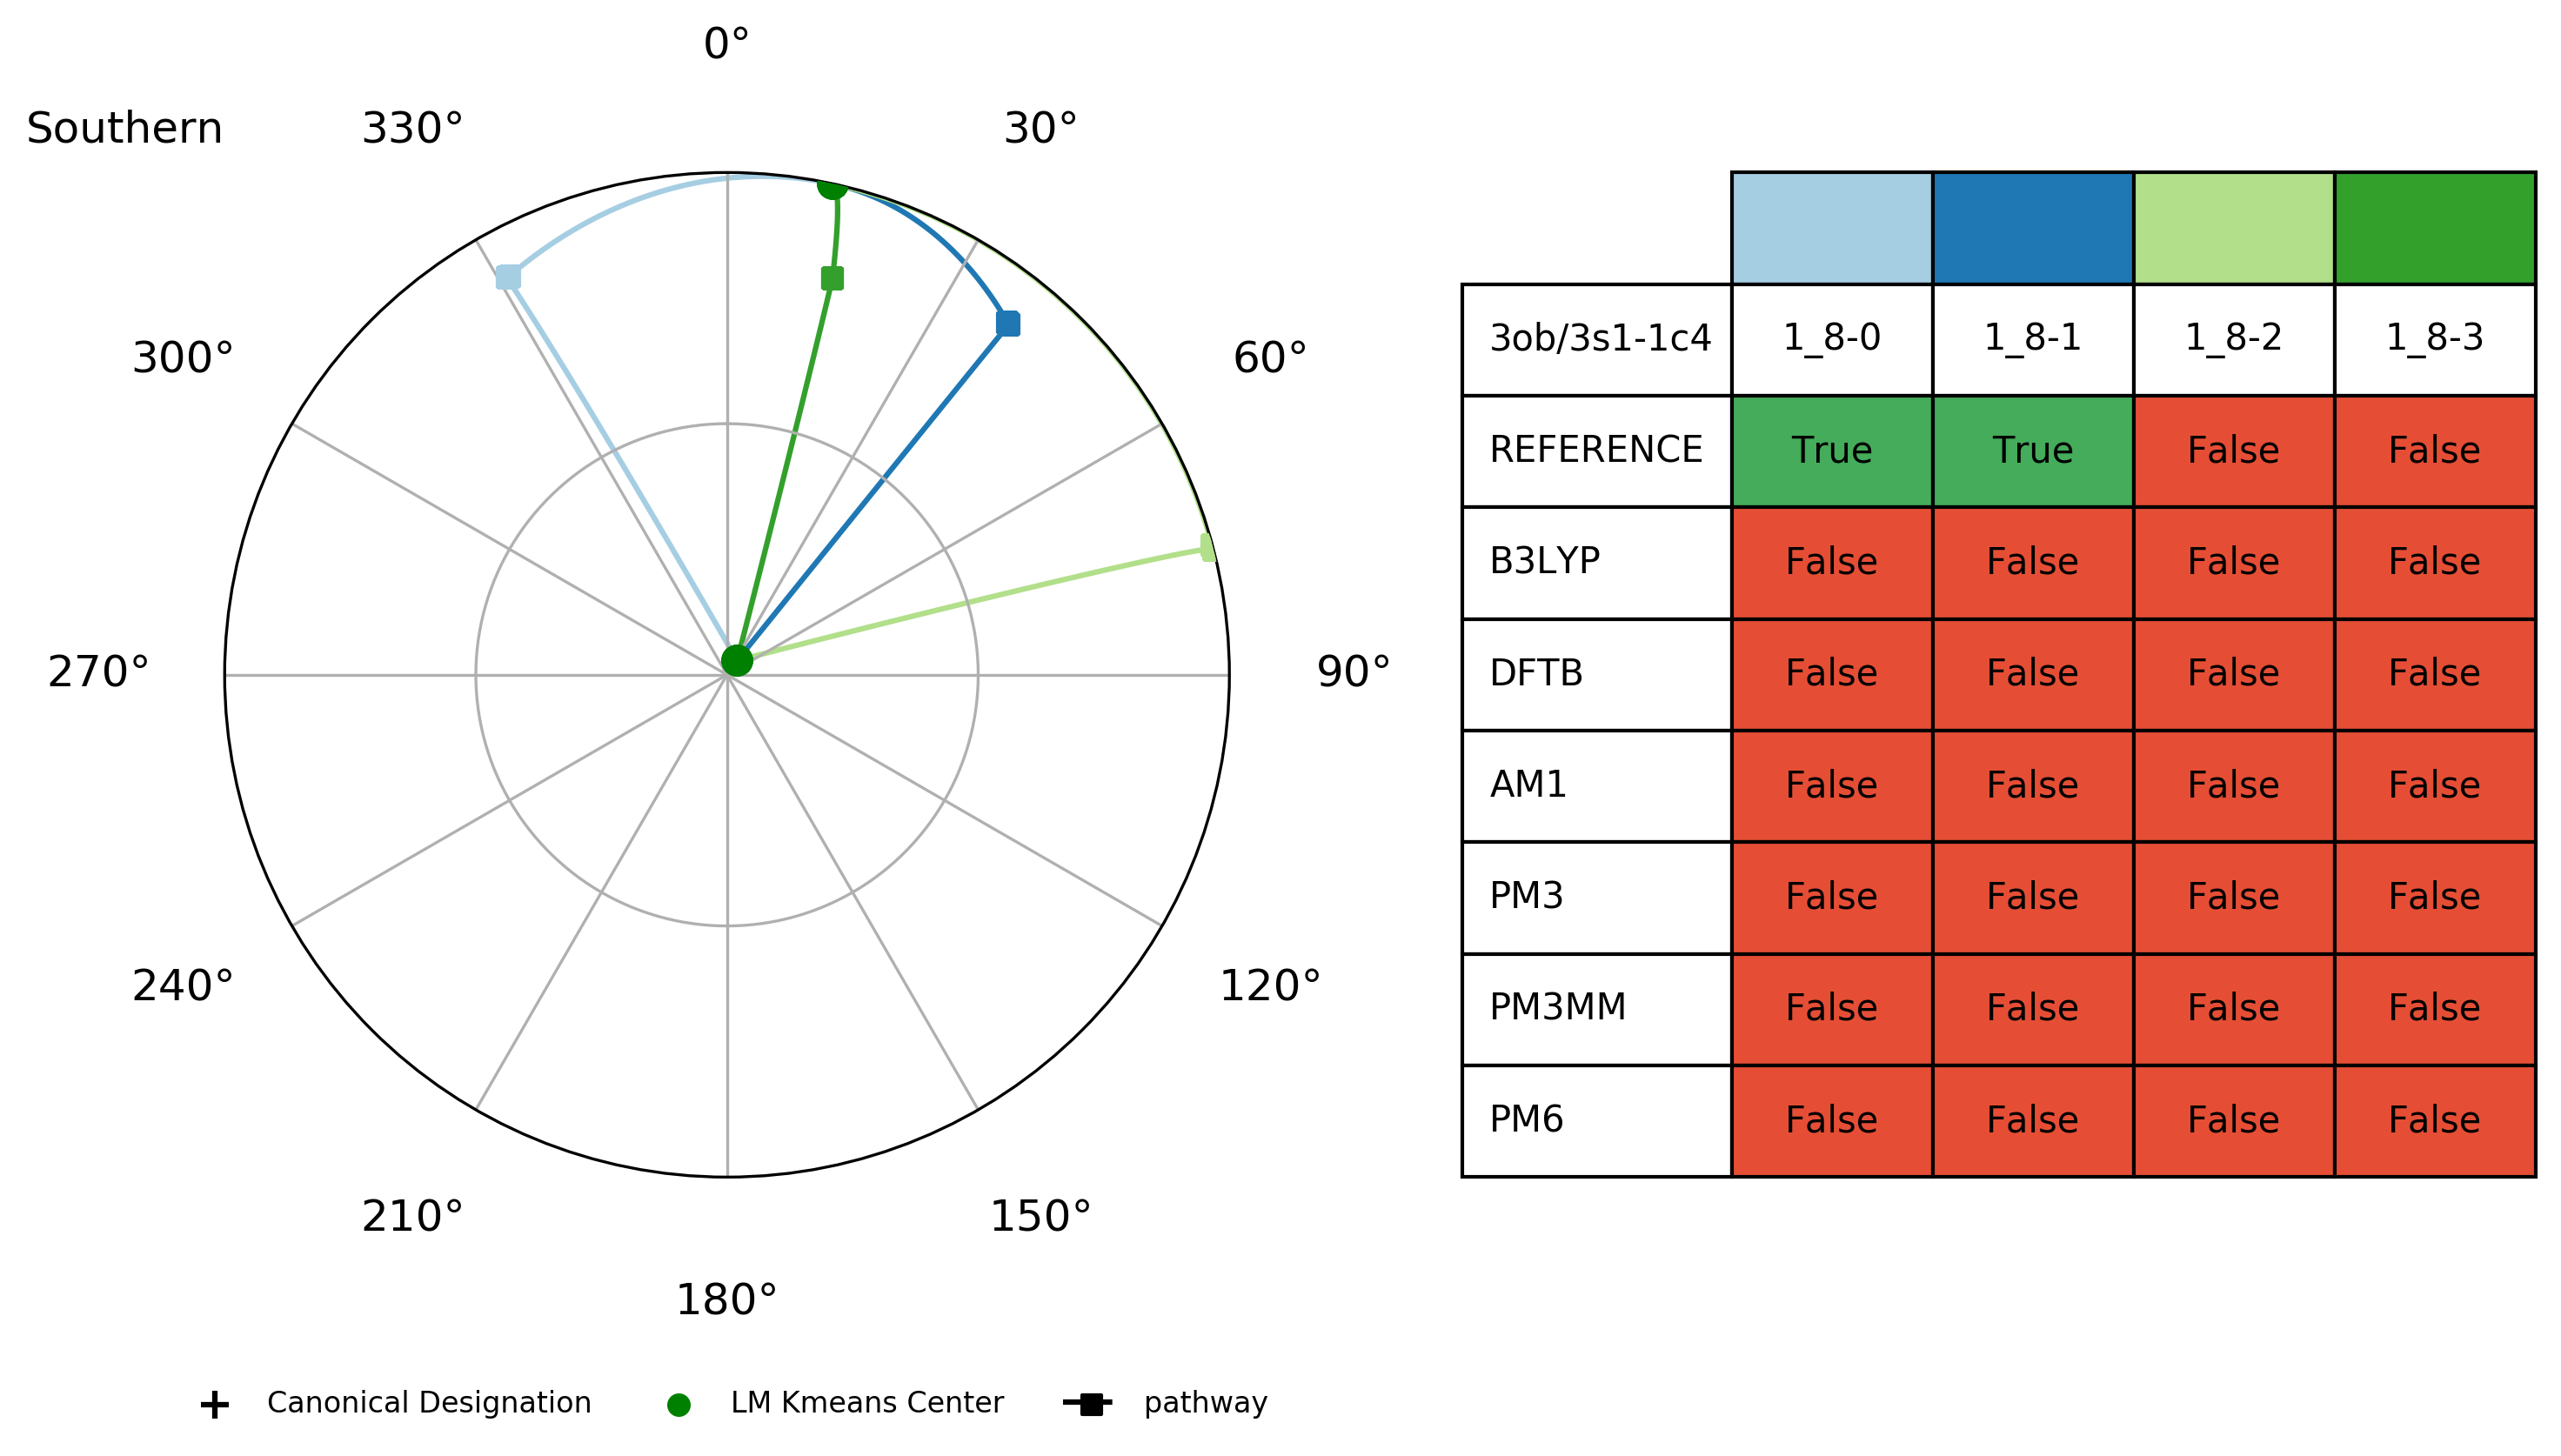 0°
Southern
330°
30°
300°
60°
270°
90°
240°
120°
210°
150°
180°
Canonical Designation
LM Kmeans Center
pathway
3ob/3s1-1c4 1_8-0 1_8-1 1_8-2 1_8-3
REFERENCE True True False False
B3LYP False False False False
DFTB False False False False
AM1 False False False False
PM3 False False False False
PM3MM False False False False
PM6 False False False False